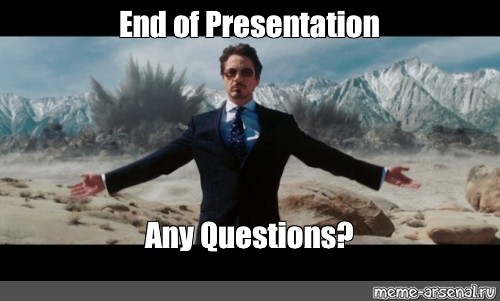 End of Presentation
Any Questions?
meme-arsenal.ru